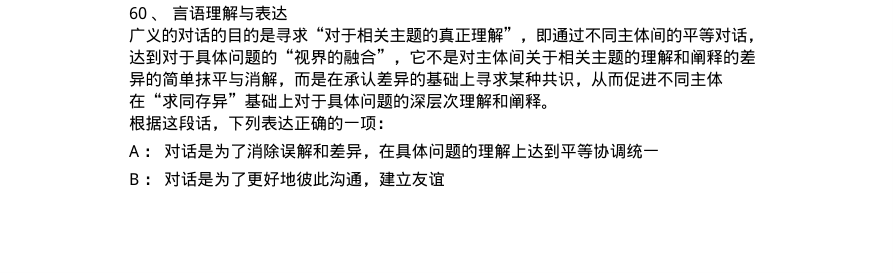 60 、 言语理解与表达
广义的对话的目的是寻求“对于相关主题的真正理解”，即通过不同主体间的平等对话，
达到对于具体问题的“视界的融合”，它不是对主体间关于相关主题的理解和阐释的差
异的简单抹平与消解，而是在承认差异的基础上寻求某种共识，从而促进不同主体
在“求同存异”基础上对于具体问题的深层次理解和阐释。
根据这段话，下列表达正确的一项：
A： 对话是为了消除误解和差异，在具体问题的理解上达到平等协调统一
B： 对话是为了更好地彼此沟通，建立友谊